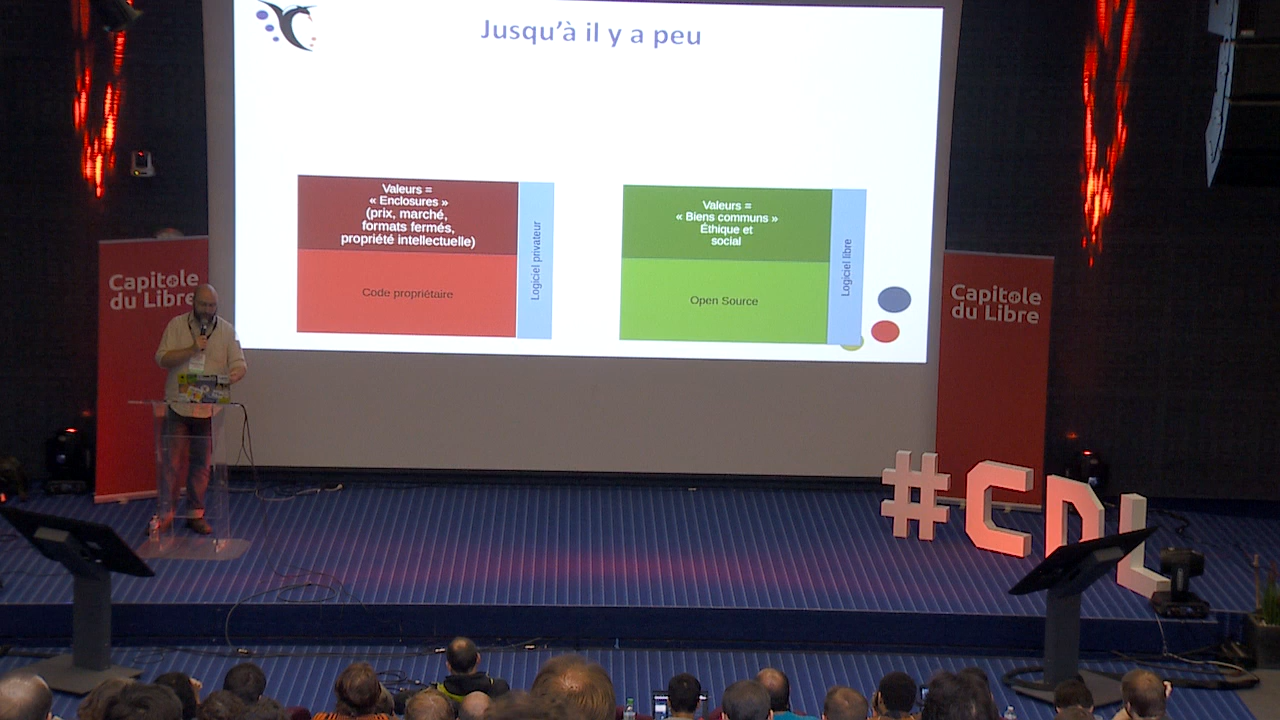 Jusqu'à il y a peu
Valeurs =
« Enclosures »
(prix, marché,
formats fermés,
propriété intellectuelle)
Code propriétaire
Logiciel privateur
Valeurs =
« Biens communs »
Éthique et
social
Open Source
Logiciel libre
Capitole
du Libre
Capitole
du Libre
#CDL